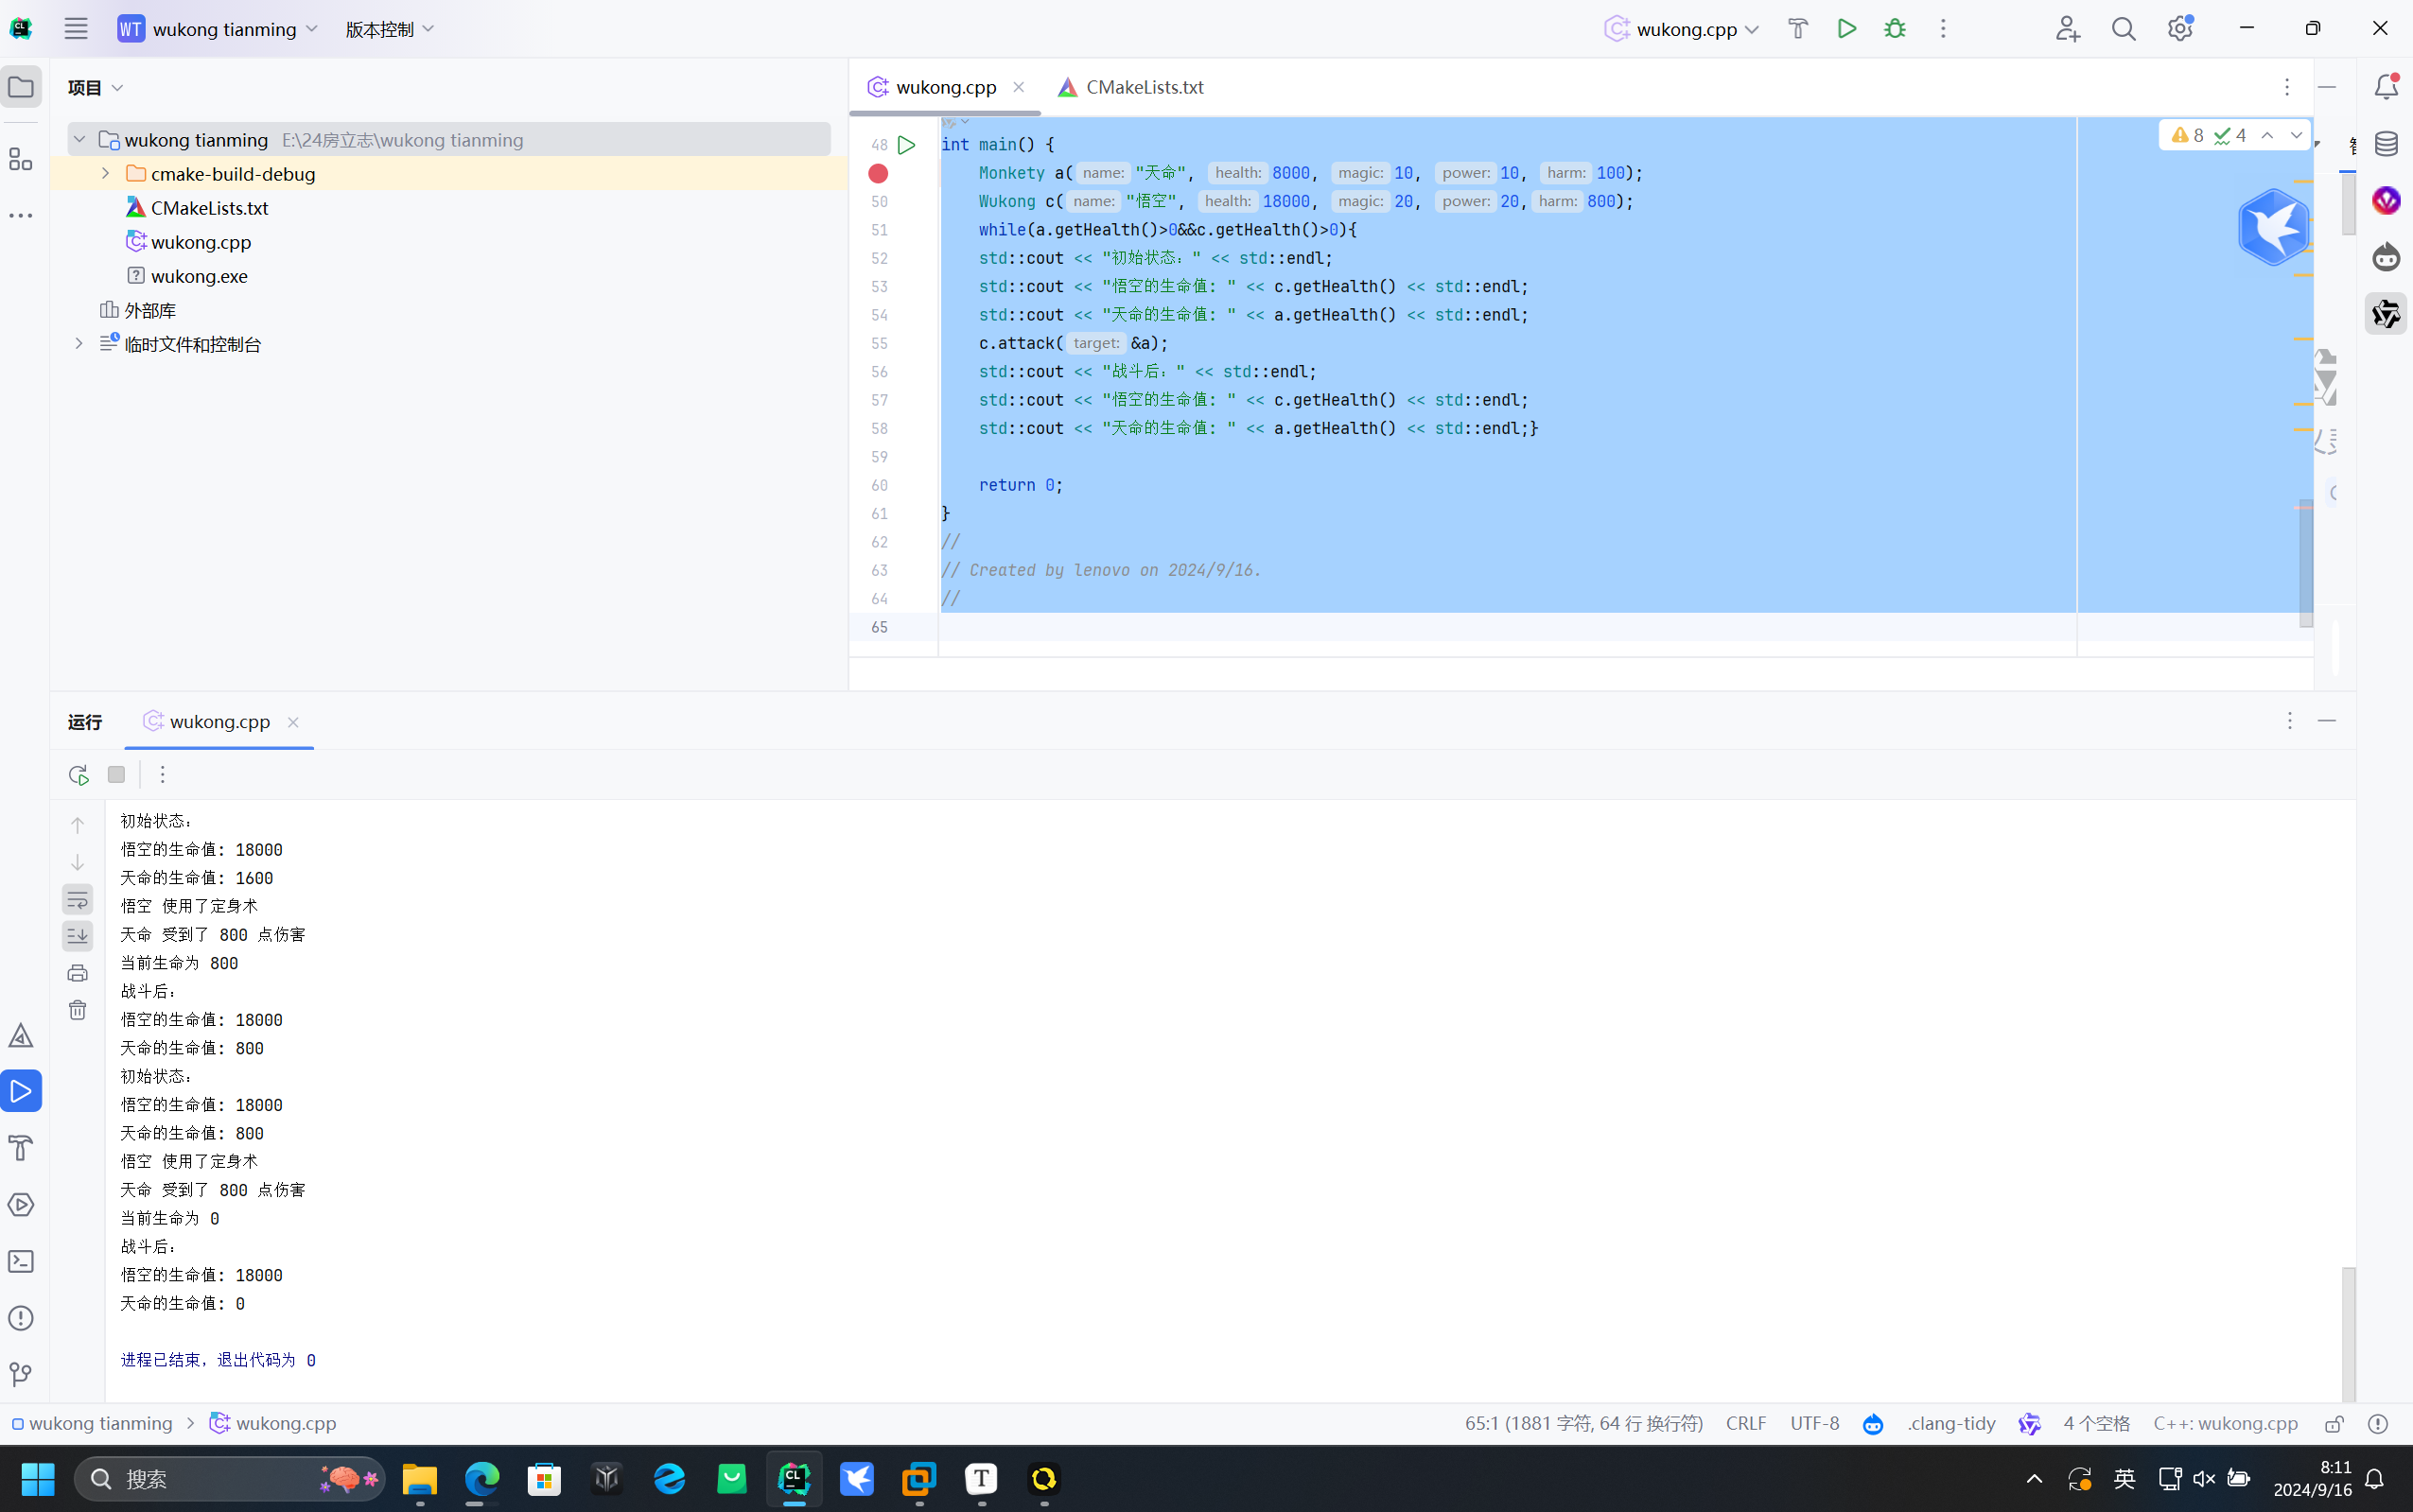 WT wukong tianming 版本控制 wukong.cpp
项目
wukong tianming E:\24房立志\wukong tianming
cmake-build-debug
CMakeLists.txt
wukong.cpp
wukong.exe
外部库
临时文件和控制台
wukong.cpp CMakeLists.txt
8 4
48 int main() {
Monkety a( name: "天命", health: 8000, magic: 10, power: 10, harm: 100);
50 Wukong c( name: "悟空", health: 18000, magic: 20, power: 20, harm: 800);
51 while(a.getHealth()>0&&c.getHealth()>0){
52 std::cout << "初始状态：" << std::endl;
53 std::cout << "悟空的生命值: " << c.getHealth() << std::endl;
54 std::cout << "天命的生命值: " << a.getHealth() << std::endl;
55 c.attack( target: &a);
56 std::cout << "战斗后：" << std::endl;
57 std::cout << "悟空的生命值: " << c.getHealth() << std::endl;
58 std::cout << "天命的生命值: " << a.getHealth() << std::endl;}
59
60 return 0;
61 }
62 //
63 // Created by lenovo on 2024/9/16.
64 //
65
运行 wukong.cpp
初始状态：
悟空的生命值: 18000
天命的生命值: 1600
悟空 使用了定身术
天命 受到了 800 点伤害
当前生命为 800
战斗后：
悟空的生命值: 18000
天命的生命值: 800
初始状态：
悟空的生命值: 18000
天命的生命值: 800
悟空 使用了定身术
天命 受到了 800 点伤害
当前生命为 0
战斗后：
悟空的生命值: 18000
天命的生命值: 0
进程已结束，退出代码为 0
wukong tianming > wukong.cpp 65:1 (1881 字符, 64 行 换行符) CRLF UTF-8 .clang-tidy 4 个空格 C++: wukong.cpp
搜索 英 8:11
2024/9/16